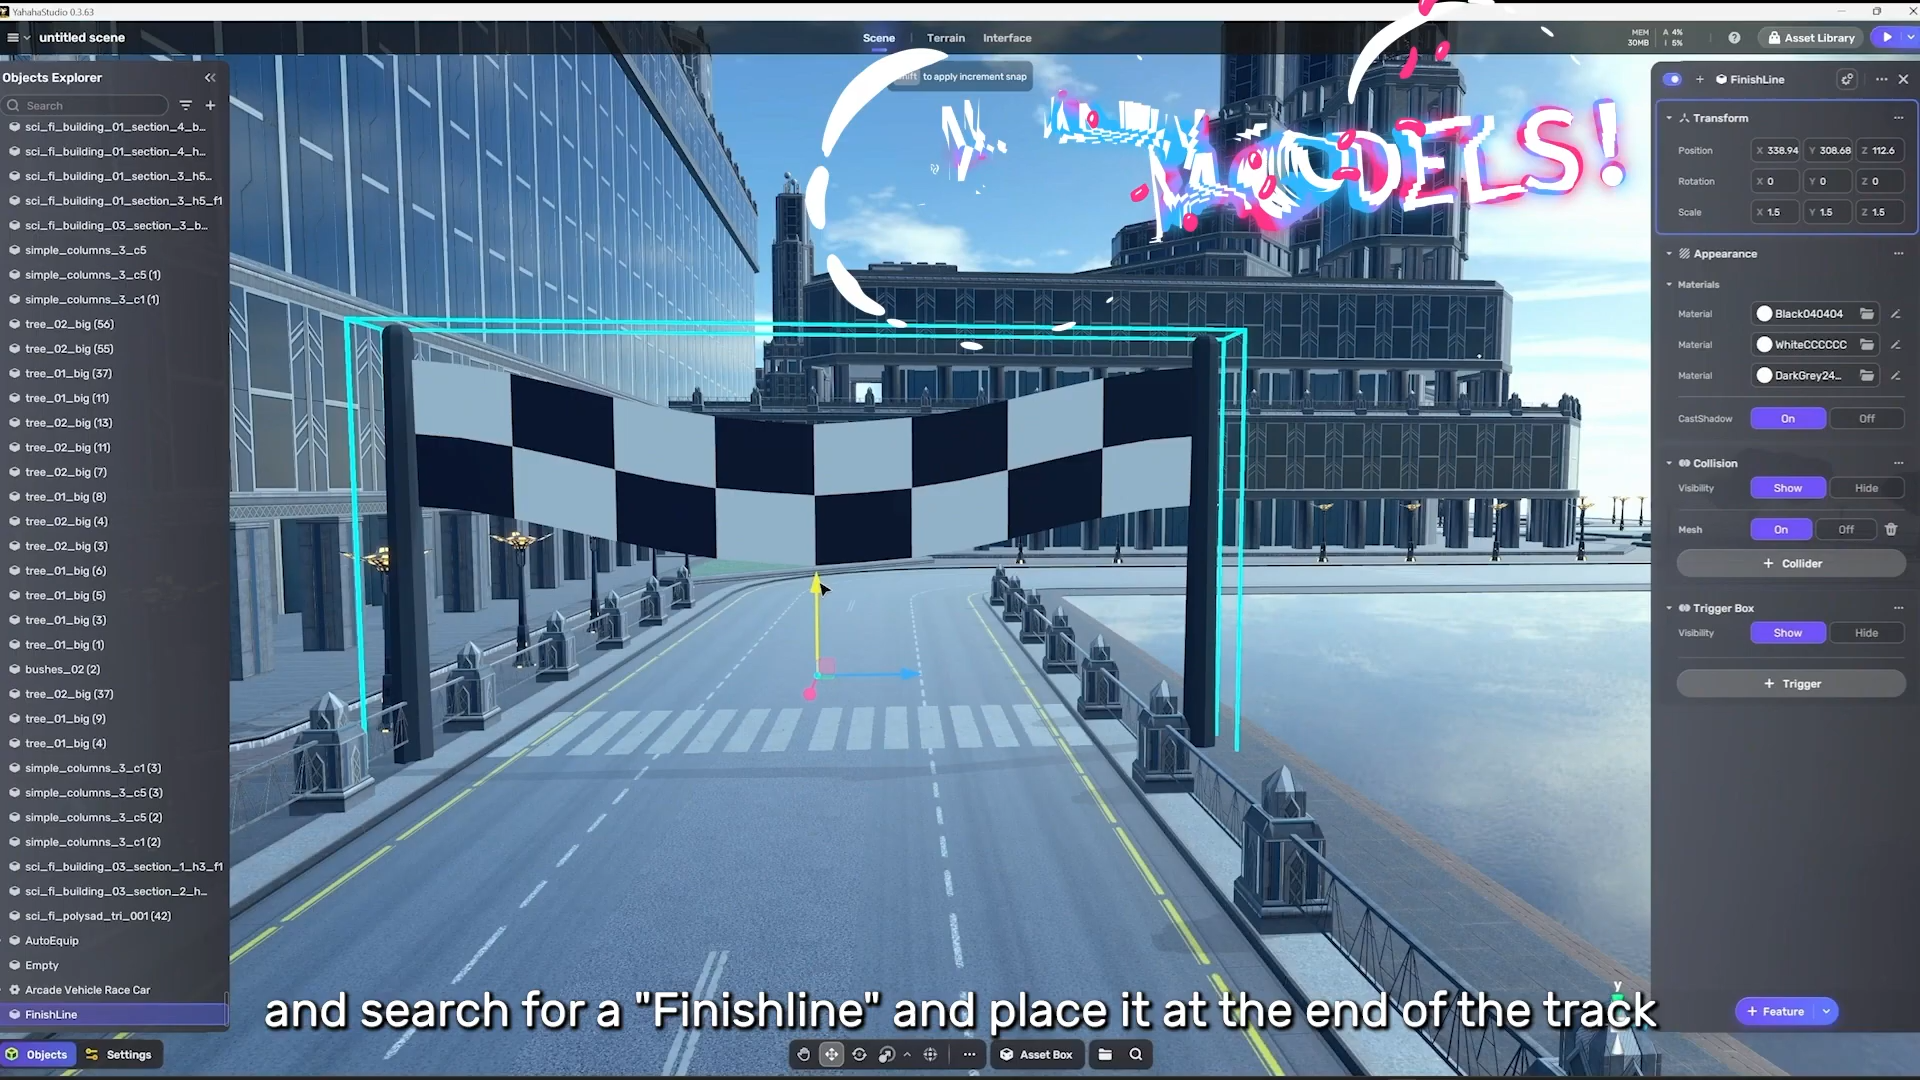 YahahaStudio 0.3.63
untitled scene
Scene
Terrain
Interface
MEM
30MB
A 4%
I 5%
Asset Library
Objects Explorer
Search
sci_fi_building_01_section_4_b...
sci_fi_building_01_section_4_h...
sci_fi_building_01_section_3_h5...
sci_fi_building_01_section_3_h5_f1
sci_fi_building_03_section_3_b...
simple_columns_3_c5
simple_columns_3_c5 (1)
simple_columns_3_c1 (1)
tree_02_big (56)
tree_02_big (55)
tree_01_big (37)
tree_01_big (11)
tree_02_big (13)
tree_02_big (11)
tree_02_big (7)
tree_01_big (8)
tree_02_big (4)
tree_02_big (3)
tree_01_big (6)
tree_01_big (5)
tree_01_big (3)
tree_01_big (1)
bushes_02 (2)
tree_02_big (37)
tree_01_big (9)
tree_01_big (4)
simple_columns_3_c1 (3)
simple_columns_3_c5 (3)
simple_columns_3_c5 (2)
simple_columns_3_c1 (2)
sci_fi_building_03_section_1_h3_f1
sci_fi_building_03_section_2_h...
sci_fi_polysad_tri_001 (42)
AutoEquip
Empty
Arcade Vehicle Race Car
FinishLine
Objects
Settings
to apply increment snap
MODELS!
FinishLine
Transform
Position X 338.94 Y 308.68 Z 112.6
Rotation X 0 Y 0 Z 0
Scale X 1.5 Y 1.5 Z 1.5
Appearance
Materials
Material Black040404
Material WhiteCCCCCC
Material DarkGrey24...
CastShadow On Off
Collision
Visibility Show Hide
Mesh On Off
+ Collider
Trigger Box
Visibility Show Hide
+ Trigger
y
+ Feature
and search for a "Finishline" and place it at the end of the track
Asset Box